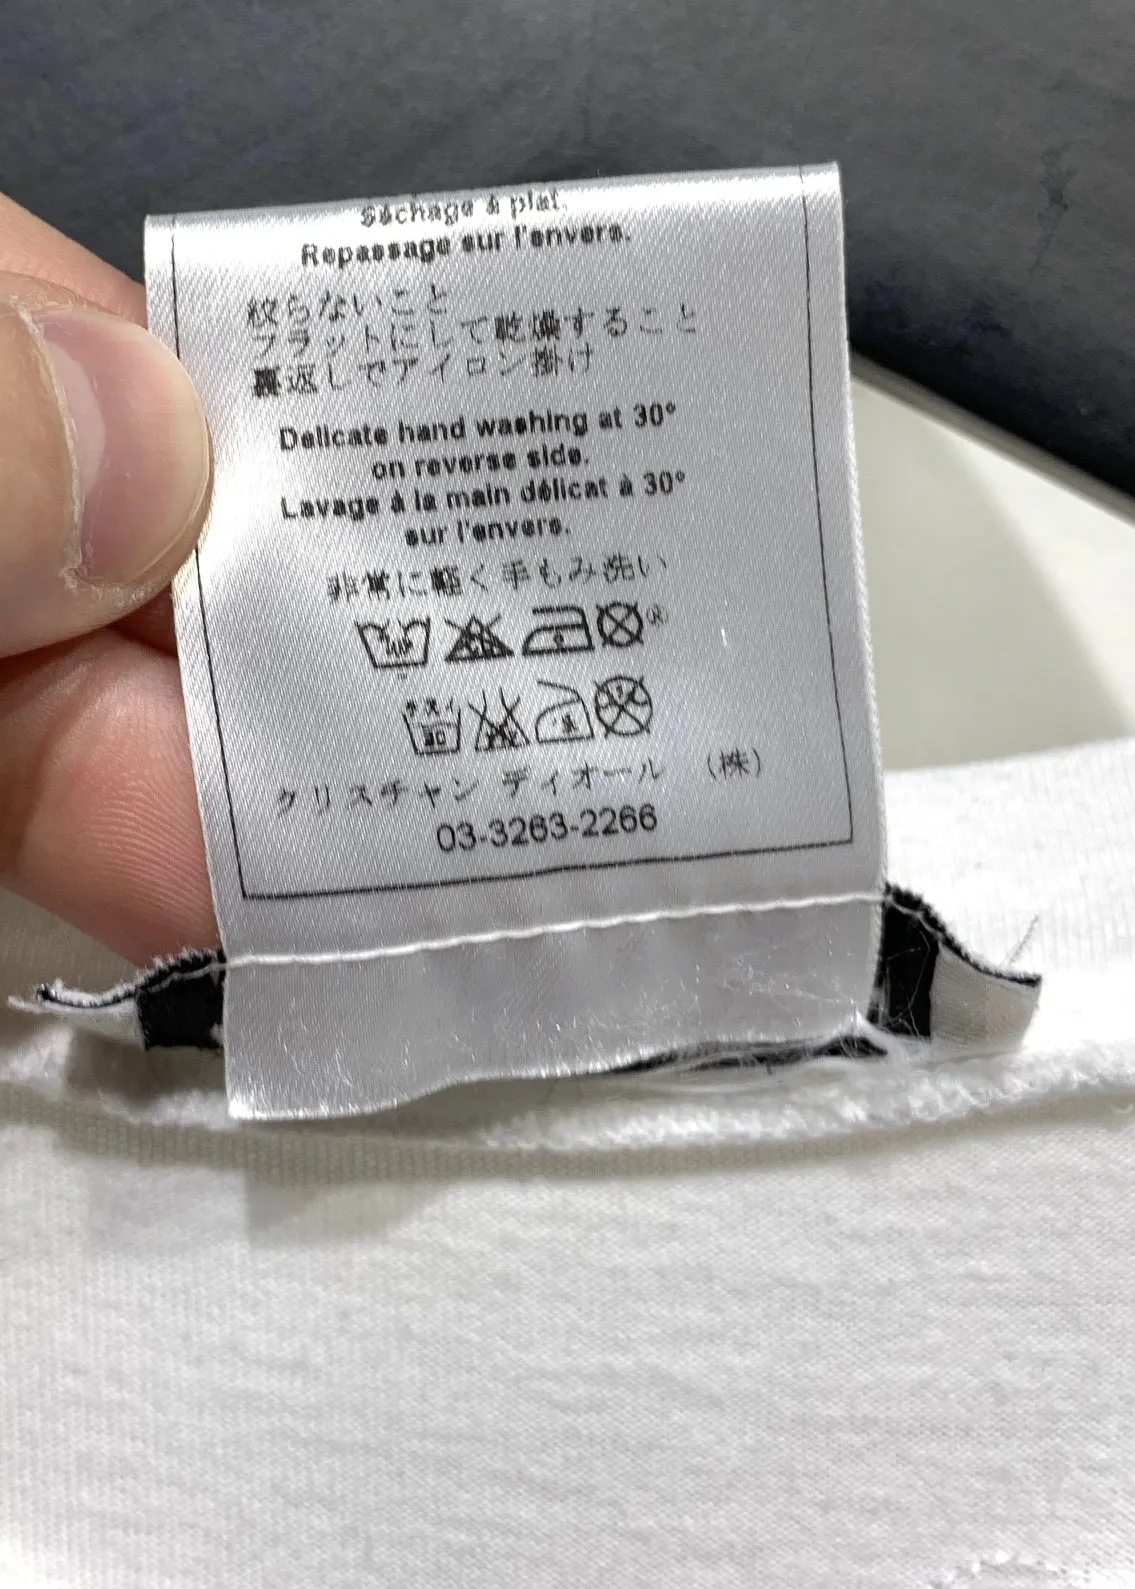 Séchage à plat.
Repassage sur l'envers.
絞らないこと
フラットにして乾燥すること
裏返しでアイロン掛け
Delicate hand washing at 30°
on reverse side.
Lavage à la main délicat à 30°
sur l'envers.
非常に軽く手もみ洗い
クリスチャン ディオール （株）
03-3263-2266